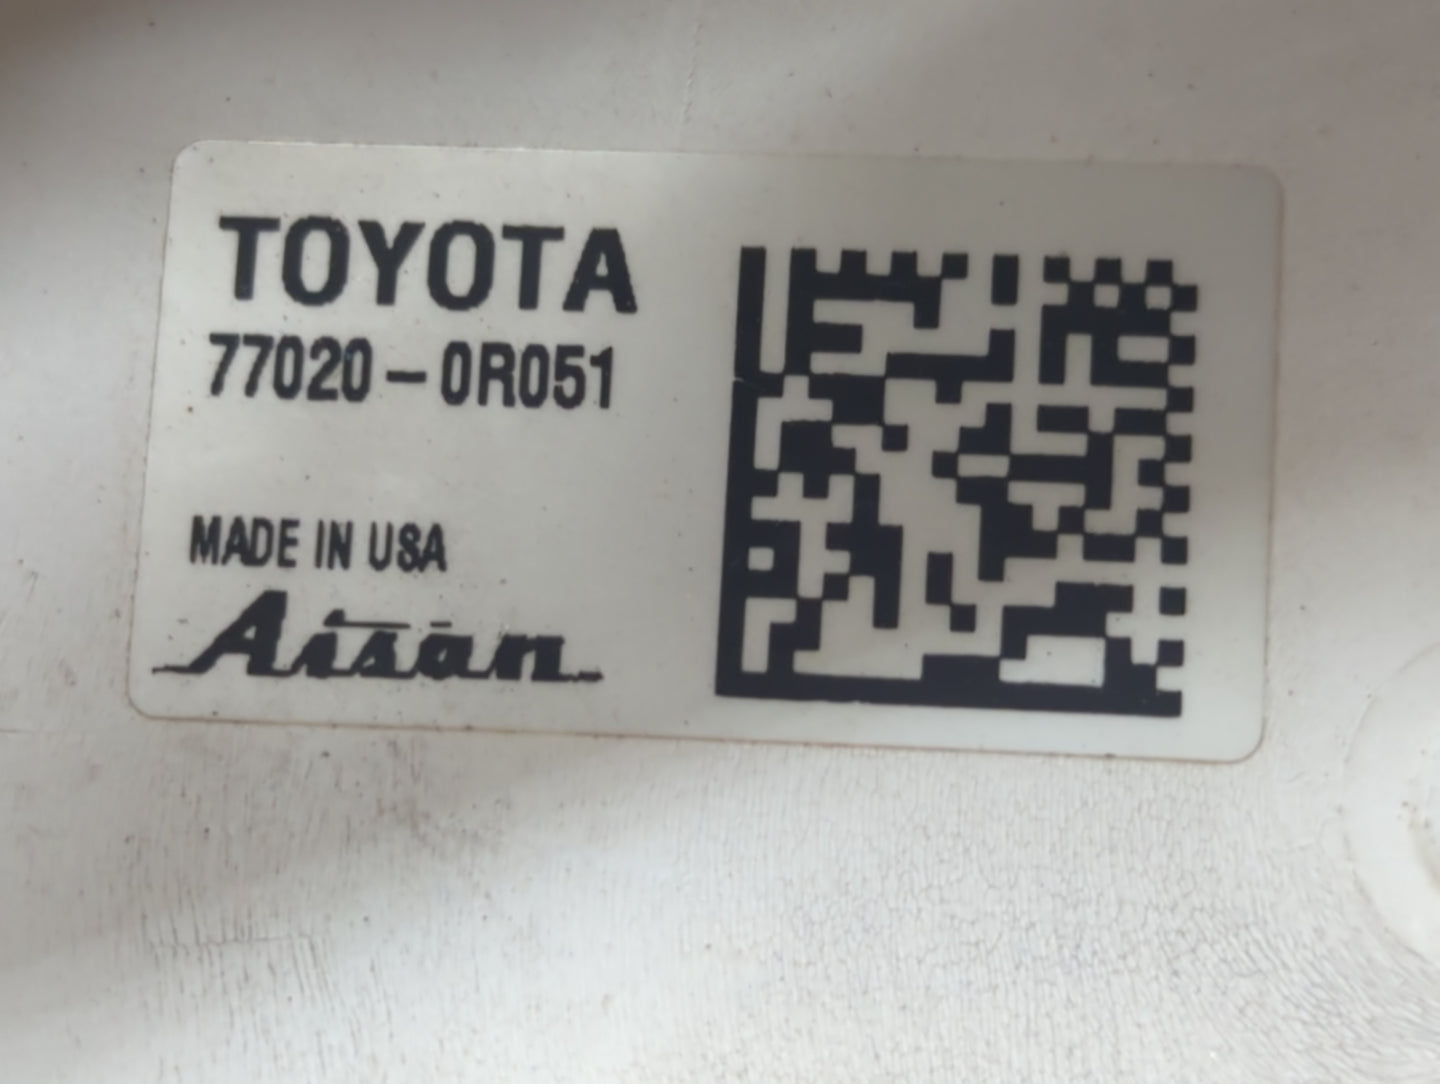 TOYOTA
77020-0R051
MADE IN USA
Aisan